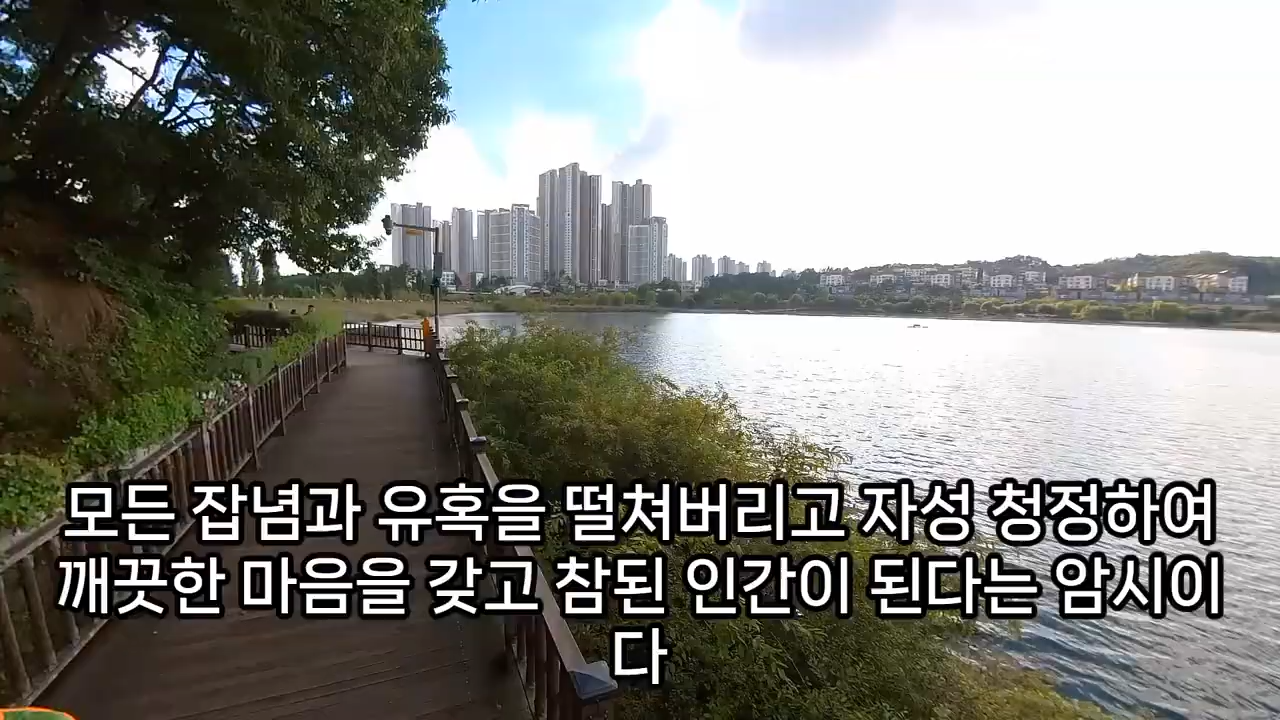 모든 잡념과 유혹을 떨쳐버리고 자성 청정하여
깨끗한 마음을 갖고 참된 인간이 된다는 암시이
다